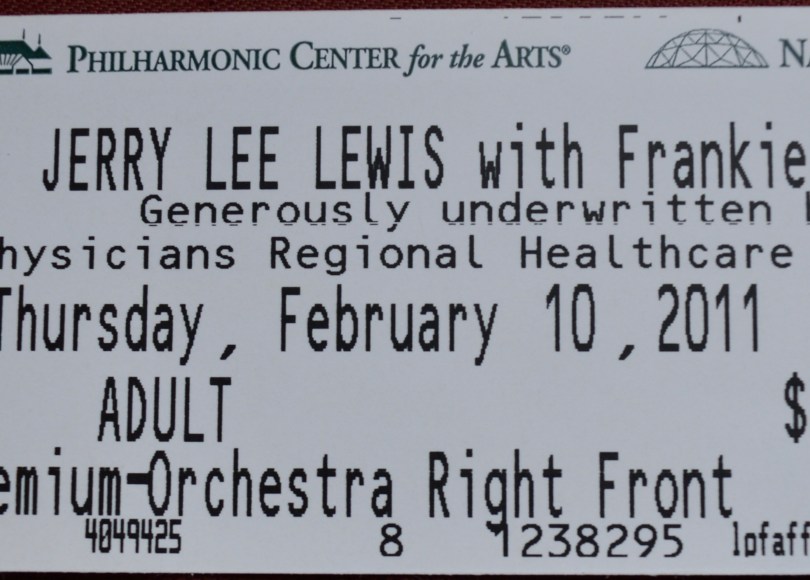 PHILHARMONIC CENTER for the ARTS®
JERRY LEE LEWIS with Frankie
Generously underwritten
hysicians Regional Healthcare
Thursday, February 10, 2011
ADULT $
emium-Orchestra Right Front
4049425 8 1238295 lpfaff